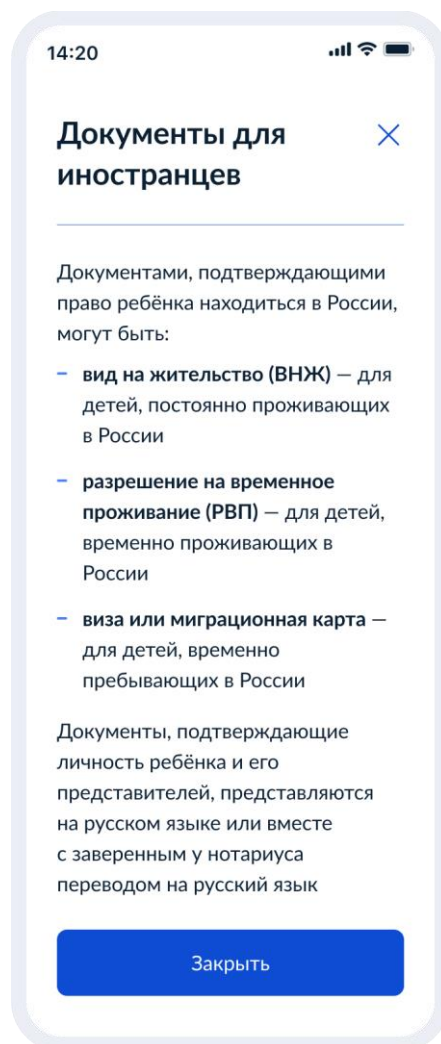 14:20
Документы для
иностранцев
Документами, подтверждающими
право ребёнка находиться в России,
могут быть:
– вид на жительство (ВНЖ) — для
детей, постоянно проживающих
в России
– разрешение на временное
проживание (РВП) — для детей,
временно проживающих в
России
– виза или миграционная карта —
для детей, временно
пребывающих в России
Документы, подтверждающие
личность ребёнка и его
представителей, представляются
на русском языке или вместе
с заверенным у нотариуса
переводом на русский язык
Закрыть